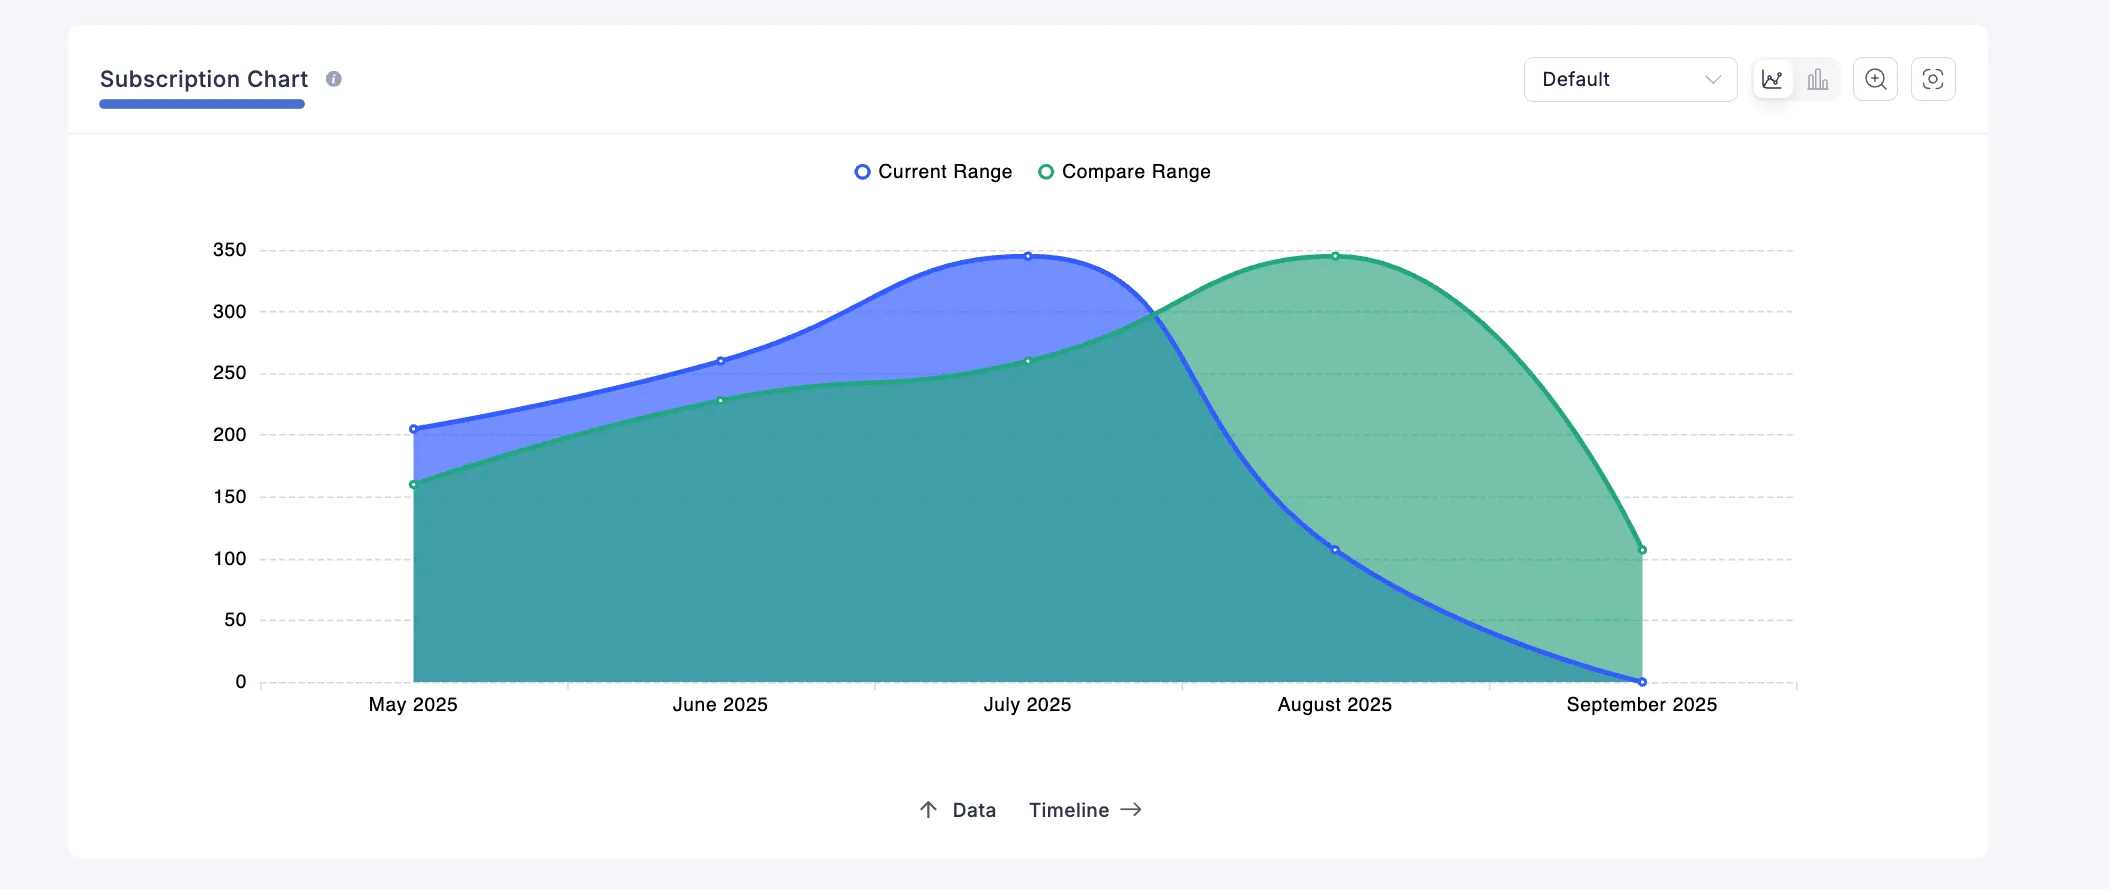 Subscription Chart
Default
Current Range
Compare Range
350
300
250
200
150
100
50
0
May 2025
June 2025
July 2025
August 2025
September 2025
Data
Timeline